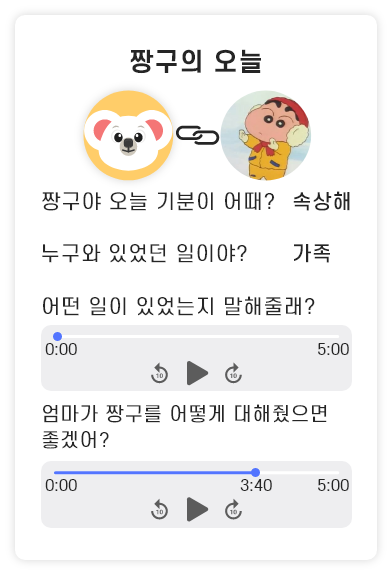 짱구의 오늘
짱구야 오늘 기분이 어때? 속상해
누구와 있었던 일이야? 가족
어떤 일이 있었는지 말해줄래?
0:00 5:00
10 10
엄마가 짱구를 어떻게 대해줬으면
좋겠어?
0:00 3:40 5:00
10 10